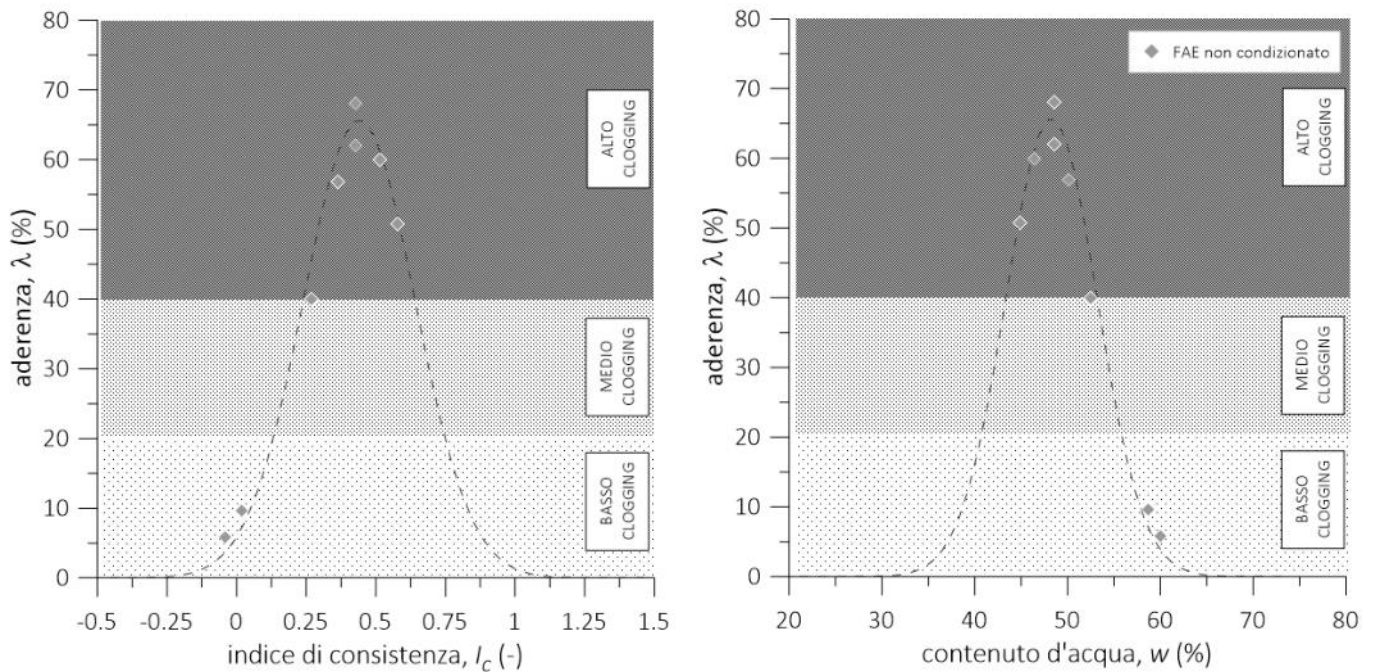 80
70
60
50
40
30
20
10
0
aderenza, λ (%)
ALTO
CLOGGING
MEDIO
CLOGGING
BASSO
CLOGGING
-0.5 -0.25 0 0.25 0.5 0.75 1 1.25 1.5
indice di consistenza, Ic (-)
80
70
60
50
40
30
20
10
0
aderenza, λ (%)
FAE non condizionato
ALTO
CLOGGING
MEDIO
CLOGGING
BASSO
CLOGGING
20 30 40 50 60 70 80
contenuto d'acqua, w (%)